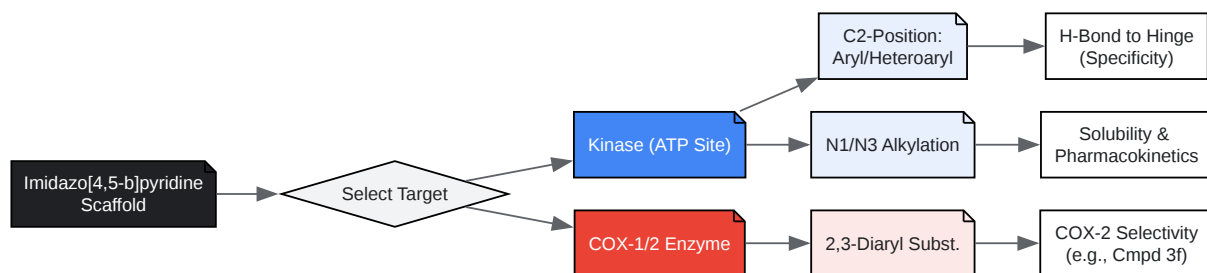 Imidazo[4,5-b]pyridine
Scaffold
Select Target
Kinase (ATP Site)
COX-1/2 Enzyme
C2-Position:
Aryl/Heteroaryl
N1/N3 Alkylation
2,3-Diaryl Subst.
H-Bond to Hinge
(Specificity)
Solubility &
Pharmacokinetics
COX-2 Selectivity
(e.g., Cmpd 3f)